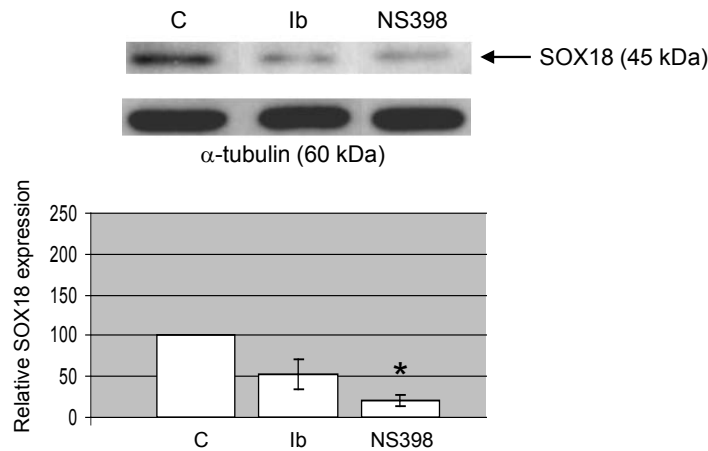 C Ib NS398
SOX18 (45 kDa)
α-tubulin (60 kDa)
Relative SOX18 expression
250
200
150
100
50
0
*
C Ib NS398